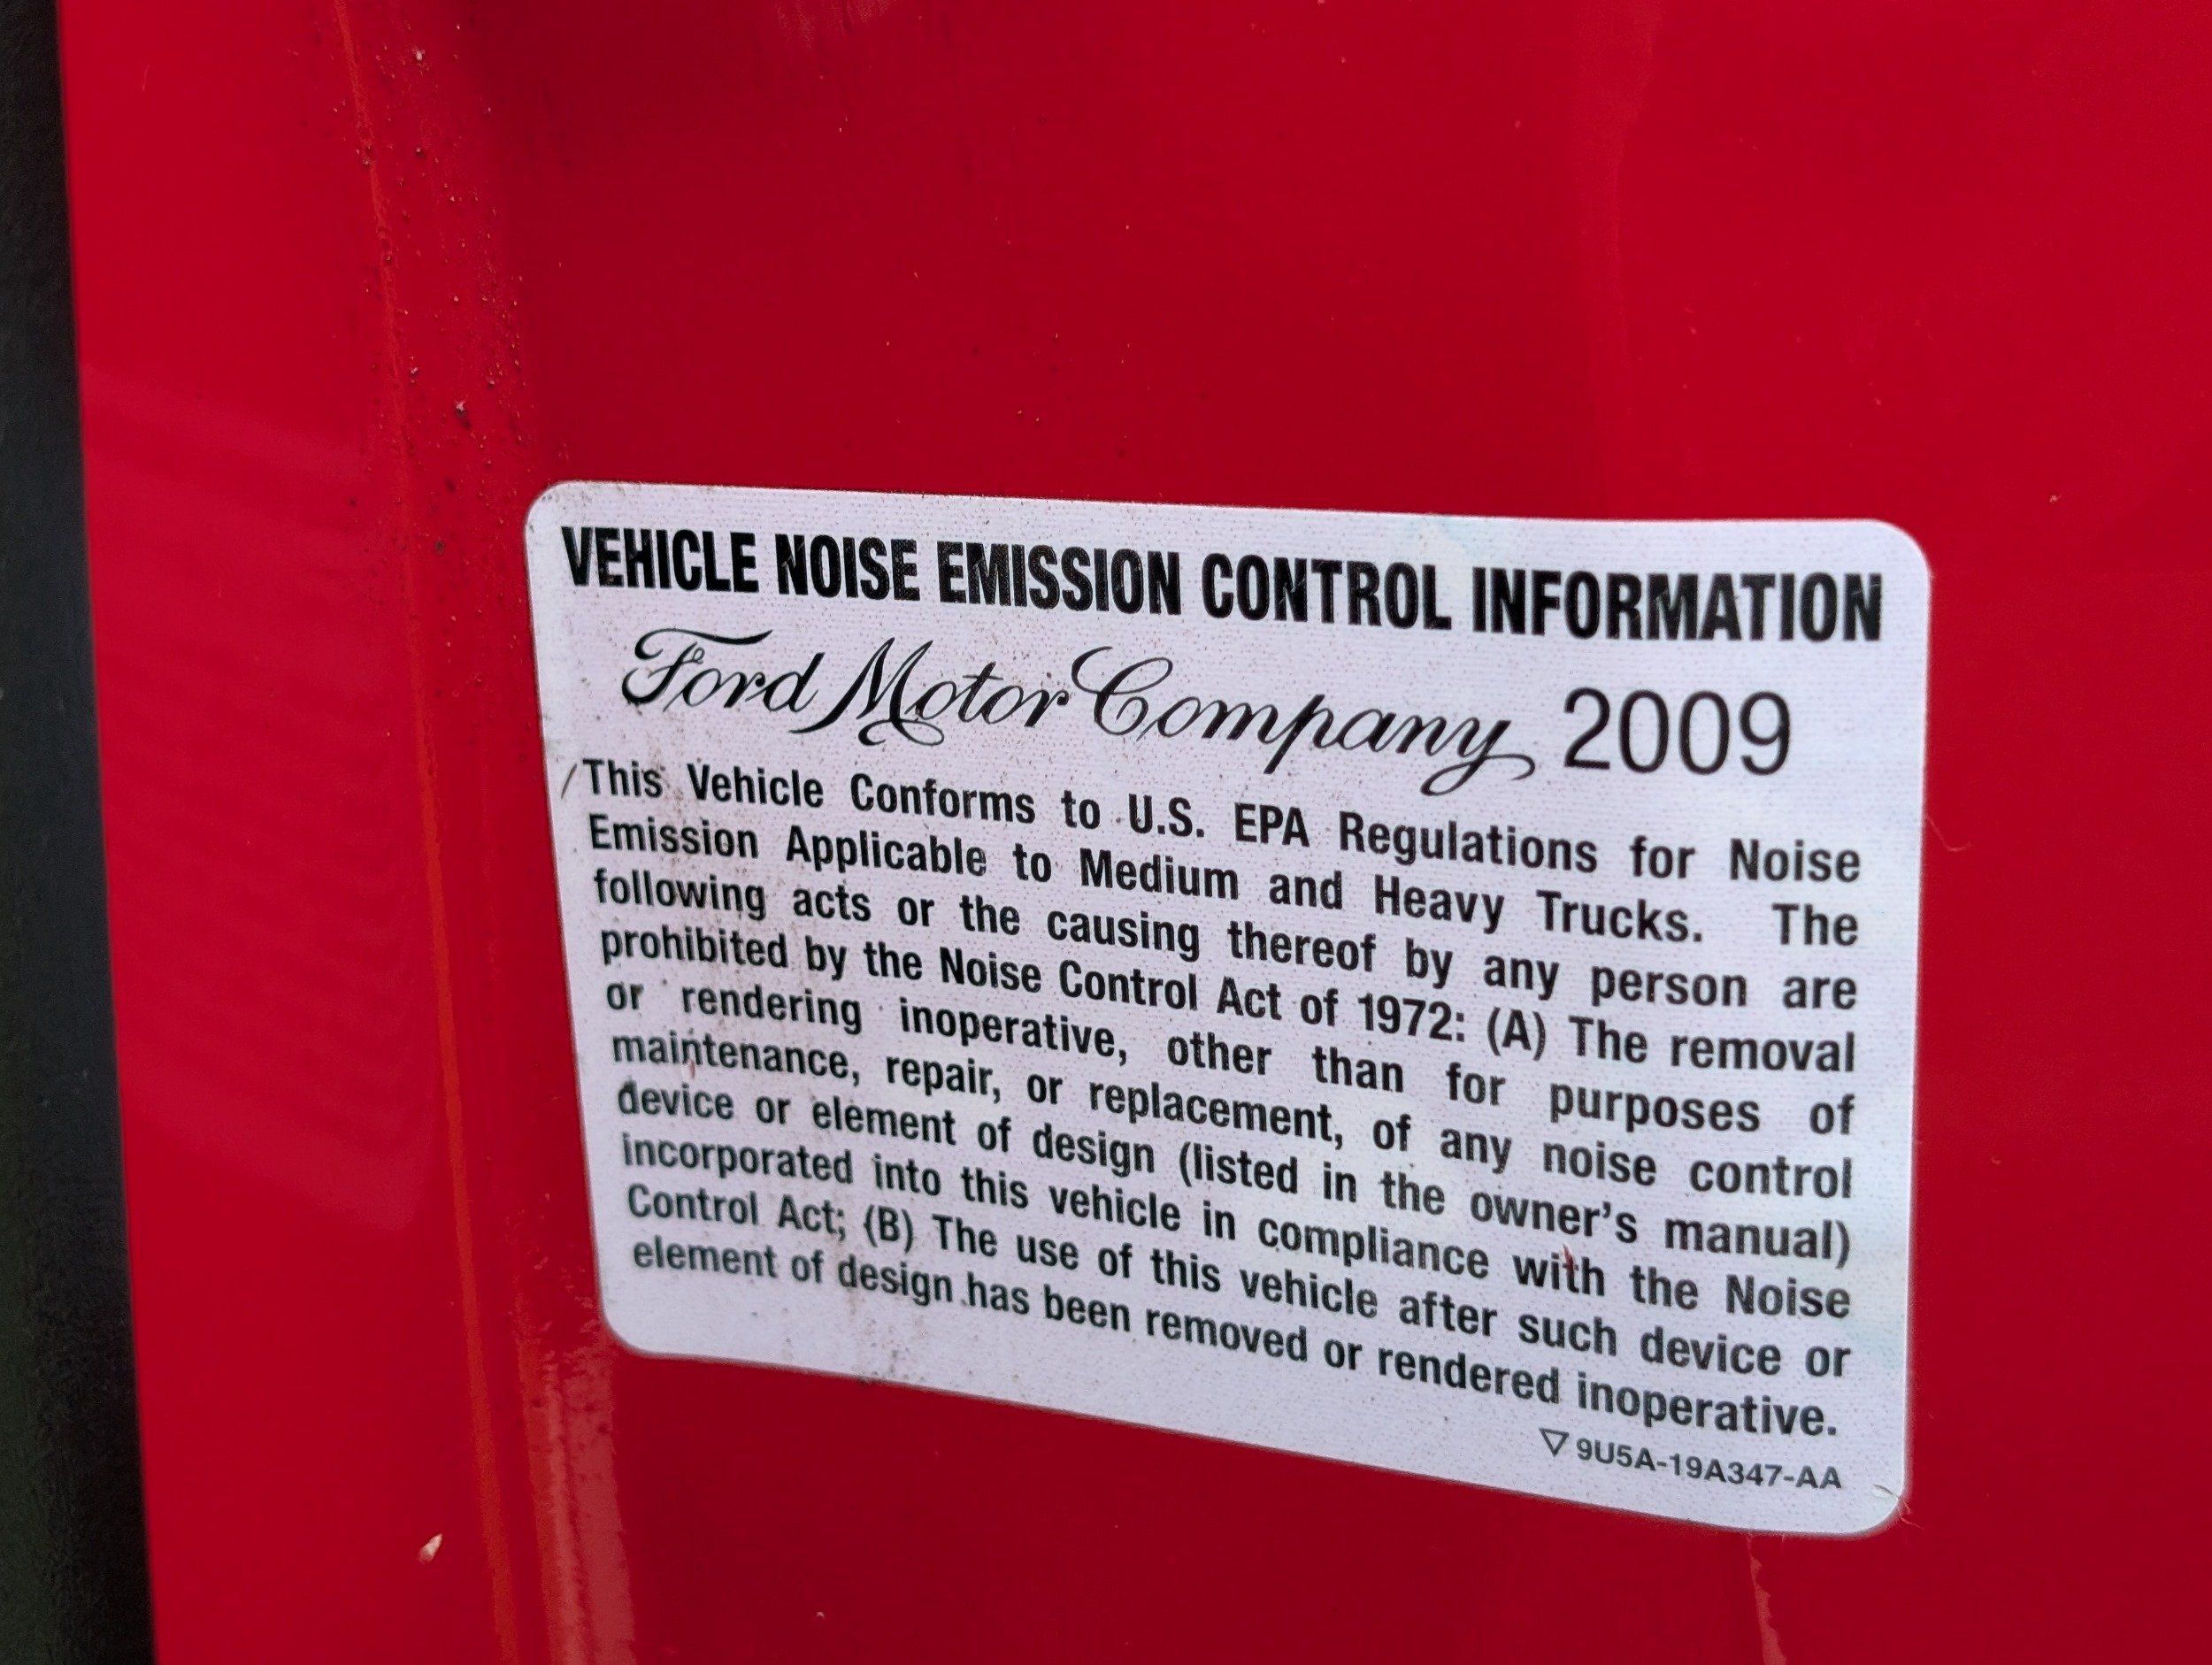 VEHICLE NOISE EMISSION CONTROL INFORMATION
Ford Motor Company 2009
This Vehicle Conforms to U.S. EPA Regulations for Noise
Emission Applicable to Medium and Heavy Trucks. The
following acts or the causing thereof by any person are
prohibited by the Noise Control Act of 1972: (A) The removal
or rendering inoperative, other than for purposes of
maintenance, repair, or replacement, of any noise control
device or element of design (listed in the owner's manual)
incorporated into this vehicle in compliance with the Noise
Control Act; (B) The use of this vehicle after such device or
element of design has been removed or rendered inoperative.
▽ 9U5A-19A347-AA